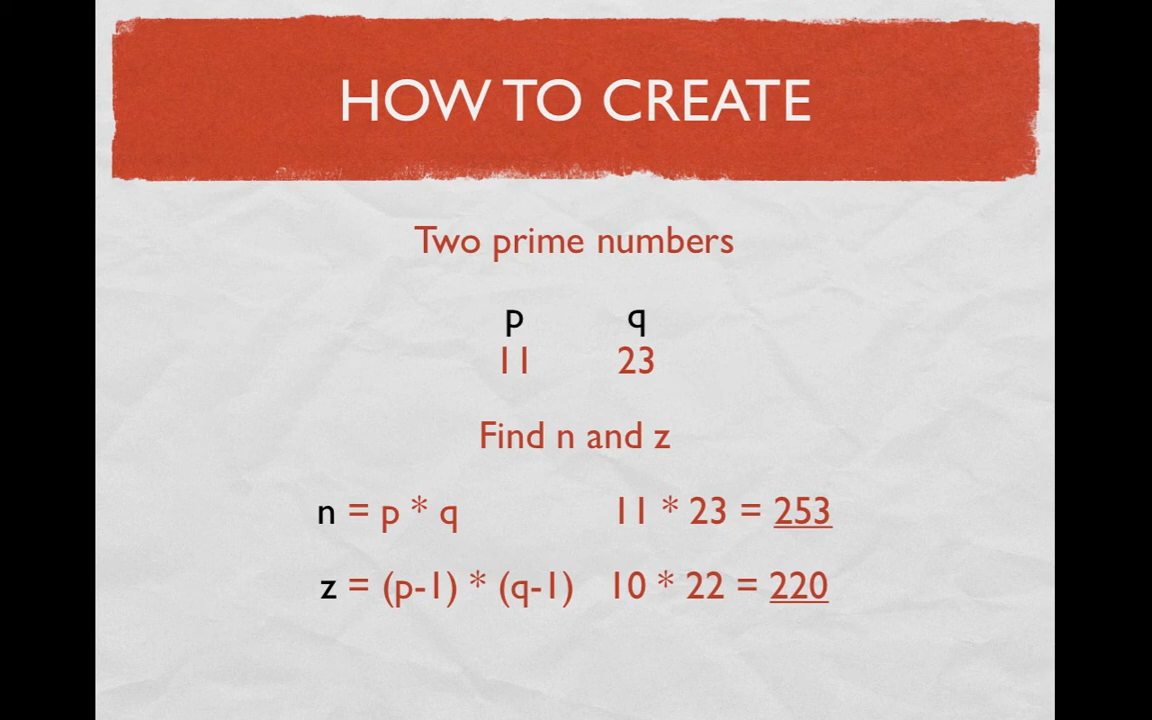 HOW TO CREATE
Two prime numbers
p q
11 23
Find n and z
n = p * q 11 * 23 = 253
z = (p-1) * (q-1) 10 * 22 = 220